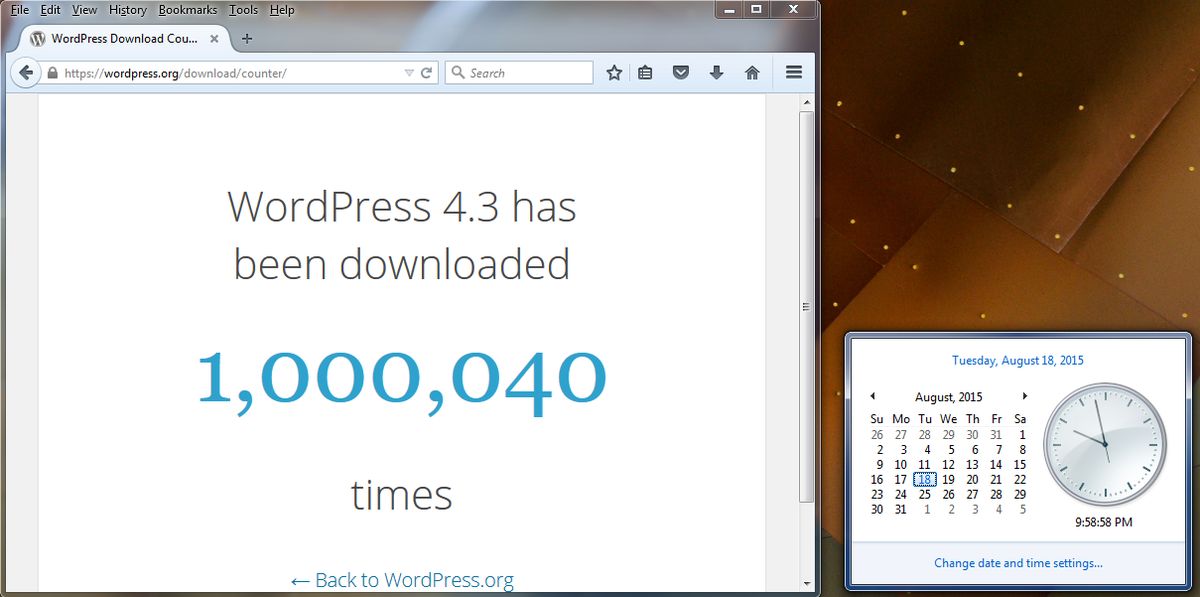 File Edit View History Bookmarks Tools Help
WordPress Download Cou...
https://wordpress.org/download/counter/
Search
WordPress 4.3 has
been downloaded
1,000,040
times
← Back to WordPress.org
Tuesday, August 18, 2015
August, 2015
Su Mo Tu We Th Fr Sa
26 27 28 29 30 31 1
2 3 4 5 6 7 8
9 10 11 12 13 14 15
16 17 18 19 20 21 22
23 24 25 26 27 28 29
30 31 1 2 3 4 5
9:58:58 PM
Change date and time settings...